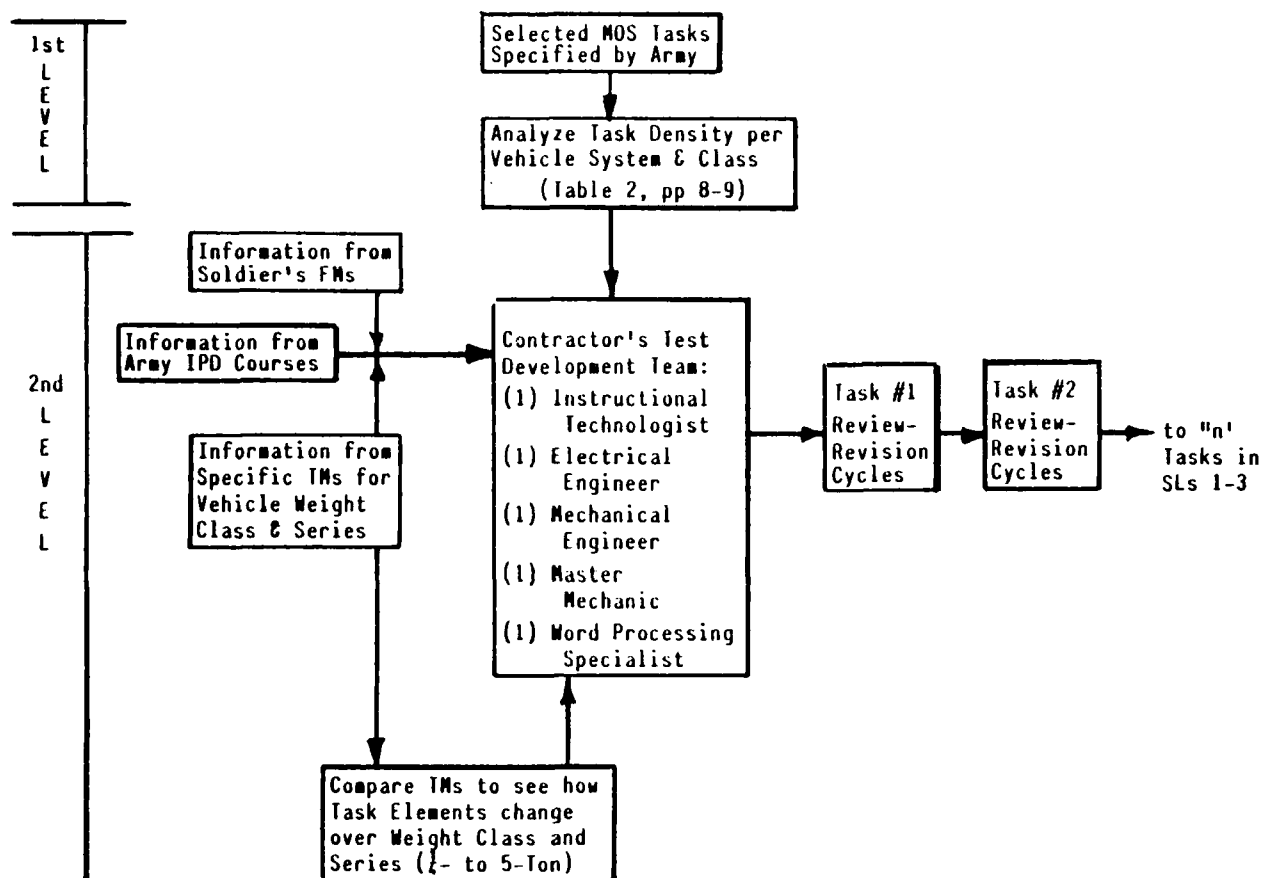 1st
L
E
V
E
L
Selected MOS Tasks
Specified by Army
Analyze Task Density per
Vehicle System & Class
(Table 2, pp 8-9)
2nd
L
E
V
E
L
Information from
Soldier's FMs
Information from
Army IPD Courses
Information from
Specific TMs for
Vehicle Weight
Class & Series
Contractor's Test
Development Team:
(1) Instructional
Technologist
(1) Electrical
Engineer
(1) Mechanical
Engineer
(1) Master
Mechanic
(1) Word Processing
Specialist
Task #1
Review-
Revision
Cycles
Task #2
Review-
Revision
Cycles
to "n'
Tasks in
SLs 1-3
Compare TMs to see how
Task Elements change
over Weight Class and
Series ( - to 5-Ton)